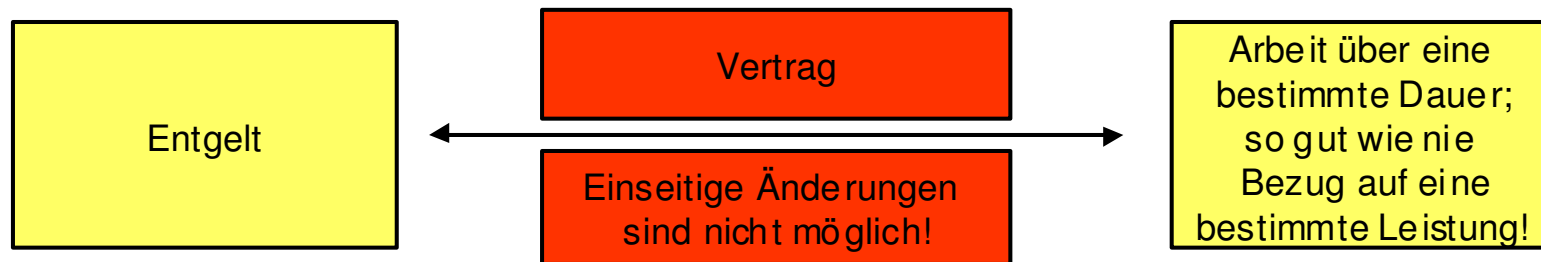 Entgelt
Vertrag
Einseitige Änderungen
sind nicht möglich!
Arbeit über eine
bestimmte Dauer;
so gut wie nie
Bezug auf eine
bestimmte Leistung!